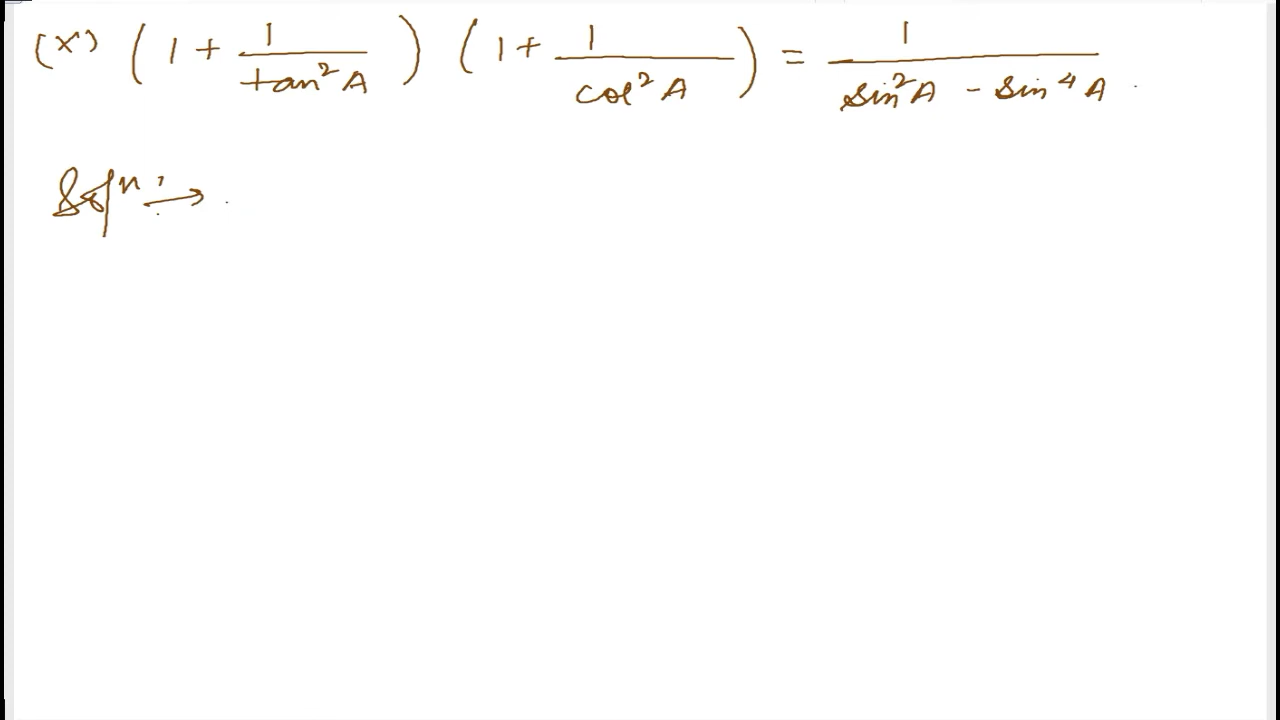 (x) (1 + 1/tan²A) (1 + 1/cot²A) = 1/(sin²A - sin⁴A).
Solⁿ: →